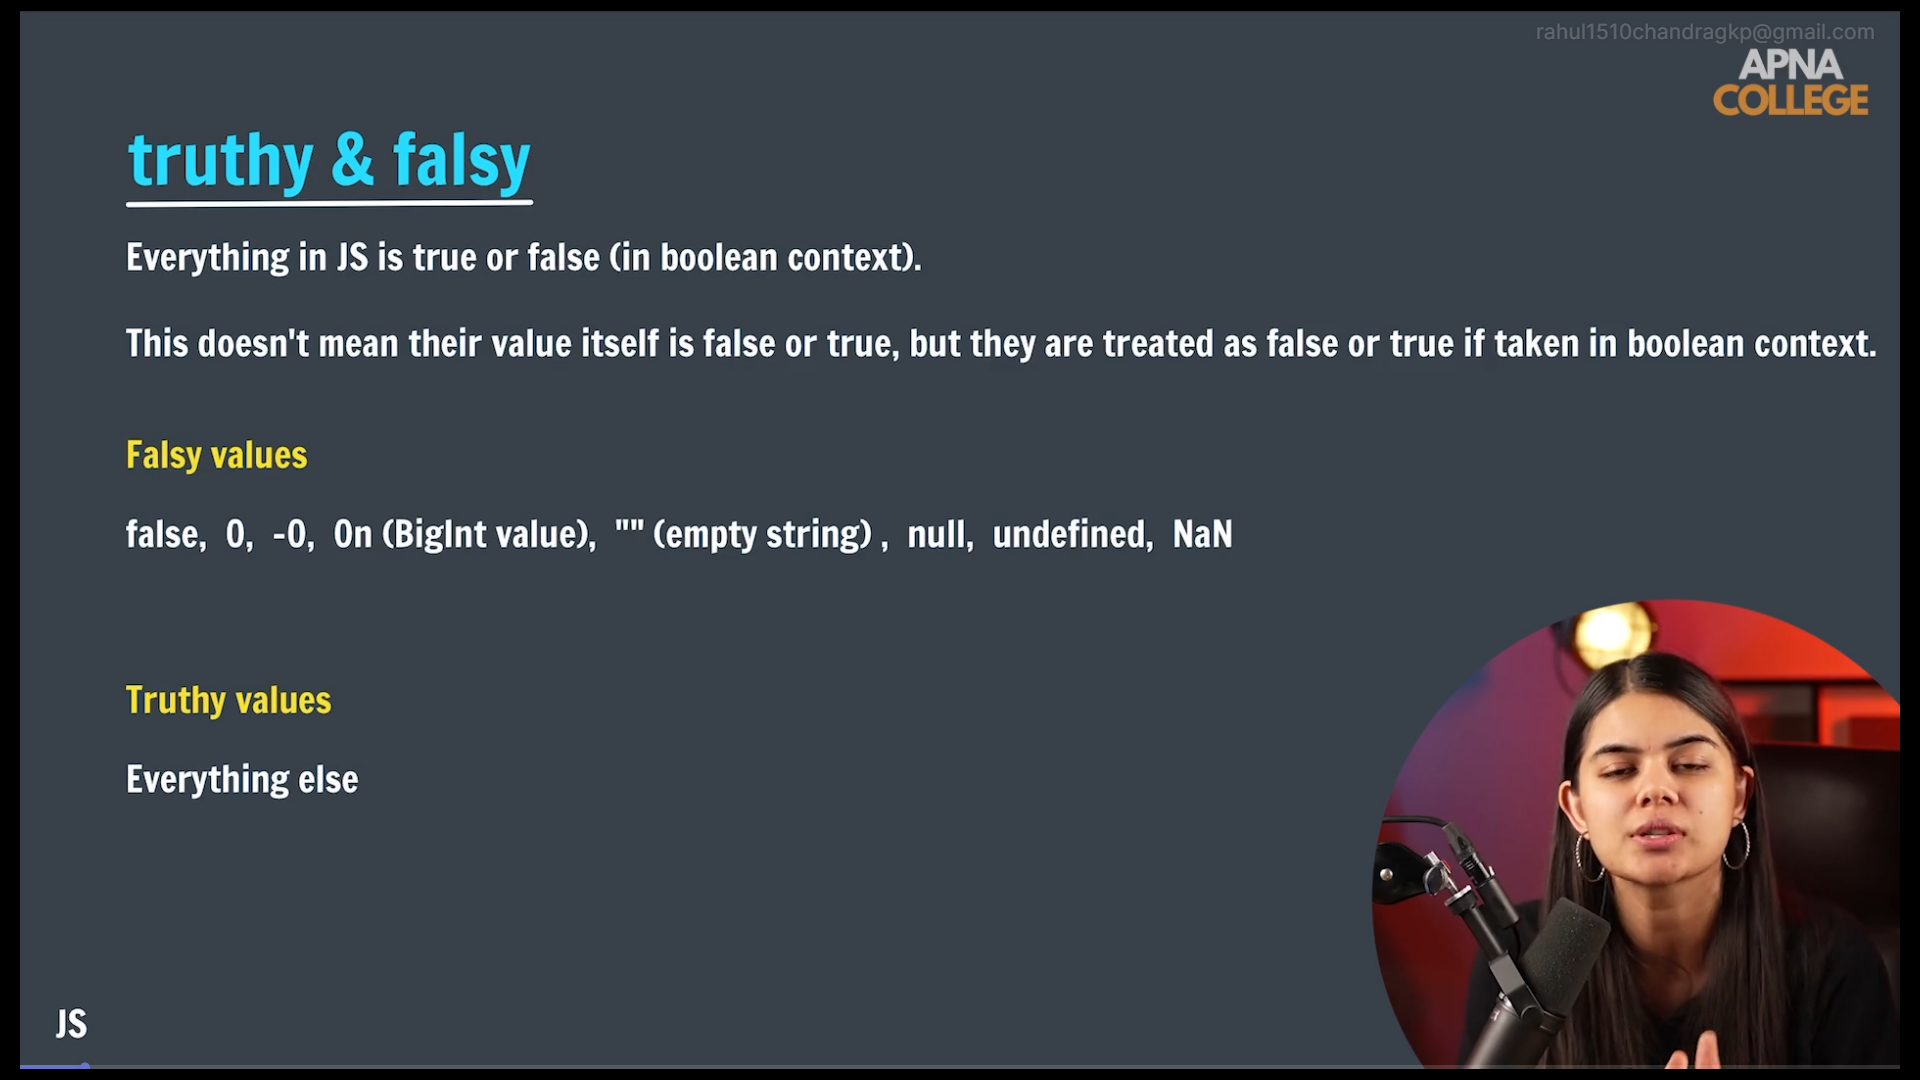 rahul1510chandragkp@gmail.com
APNA
COLLEGE
truthy & falsy
Everything in JS is true or false (in boolean context).
This doesn't mean their value itself is false or true, but they are treated as false or true if taken in boolean context.
Falsy values
false, 0, -0, 0n (BigInt value), "" (empty string) , null, undefined, NaN
Truthy values
Everything else
JS